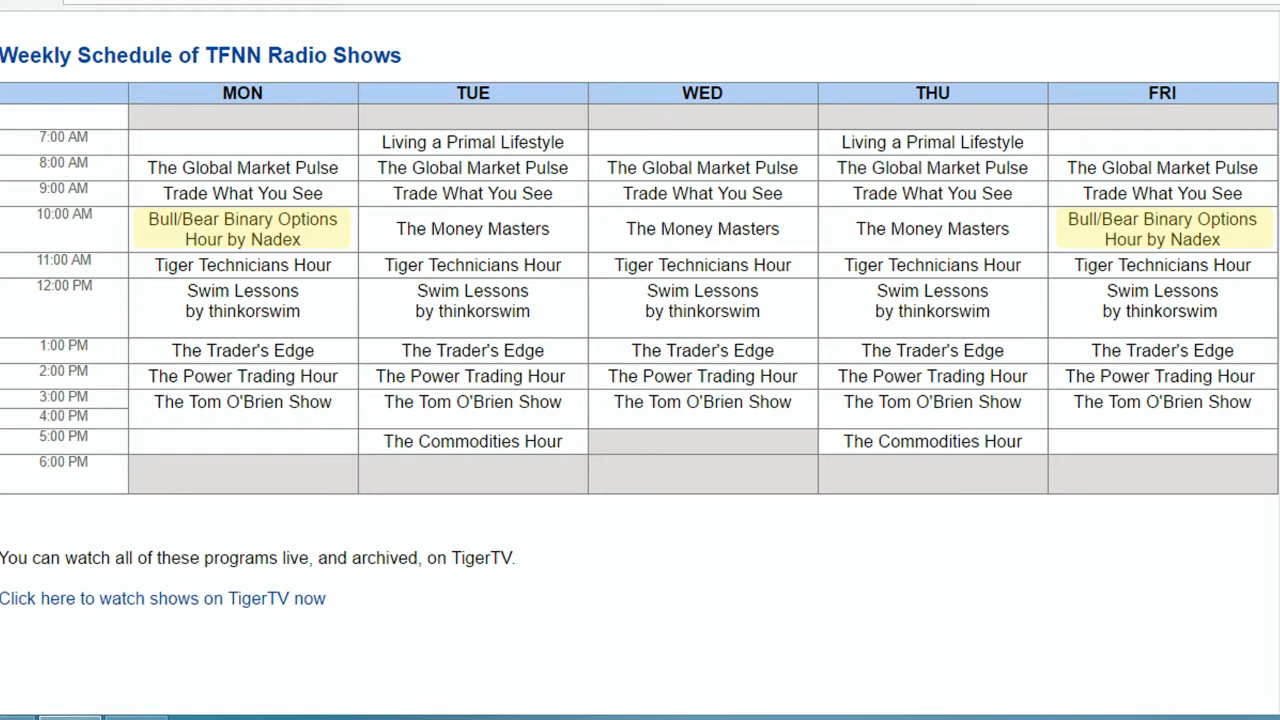 Weekly Schedule of TFNN Radio Shows
MON TUE WED THU FRI
7:00 AM Living a Primal Lifestyle Living a Primal Lifestyle
8:00 AM The Global Market Pulse The Global Market Pulse The Global Market Pulse The Global Market Pulse The Global Market Pulse
9:00 AM Trade What You See Trade What You See Trade What You See Trade What You See Trade What You See
10:00 AM Bull/Bear Binary Options The Money Masters The Money Masters The Money Masters Bull/Bear Binary Options
Hour by Nadex Hour by Nadex
11:00 AM Tiger Technicians Hour Tiger Technicians Hour Tiger Technicians Hour Tiger Technicians Hour Tiger Technicians Hour
12:00 PM Swim Lessons Swim Lessons Swim Lessons Swim Lessons Swim Lessons
by thinkorswim by thinkorswim by thinkorswim by thinkorswim by thinkorswim
1:00 PM The Trader's Edge The Trader's Edge The Trader's Edge The Trader's Edge The Trader's Edge
2:00 PM The Power Trading Hour The Power Trading Hour The Power Trading Hour The Power Trading Hour The Power Trading Hour
3:00 PM The Tom O'Brien Show The Tom O'Brien Show The Tom O'Brien Show The Tom O'Brien Show The Tom O'Brien Show
4:00 PM
5:00 PM The Commodities Hour The Commodities Hour
6:00 PM
You can watch all of these programs live, and archived, on TigerTV.
Click here to watch shows on TigerTV now